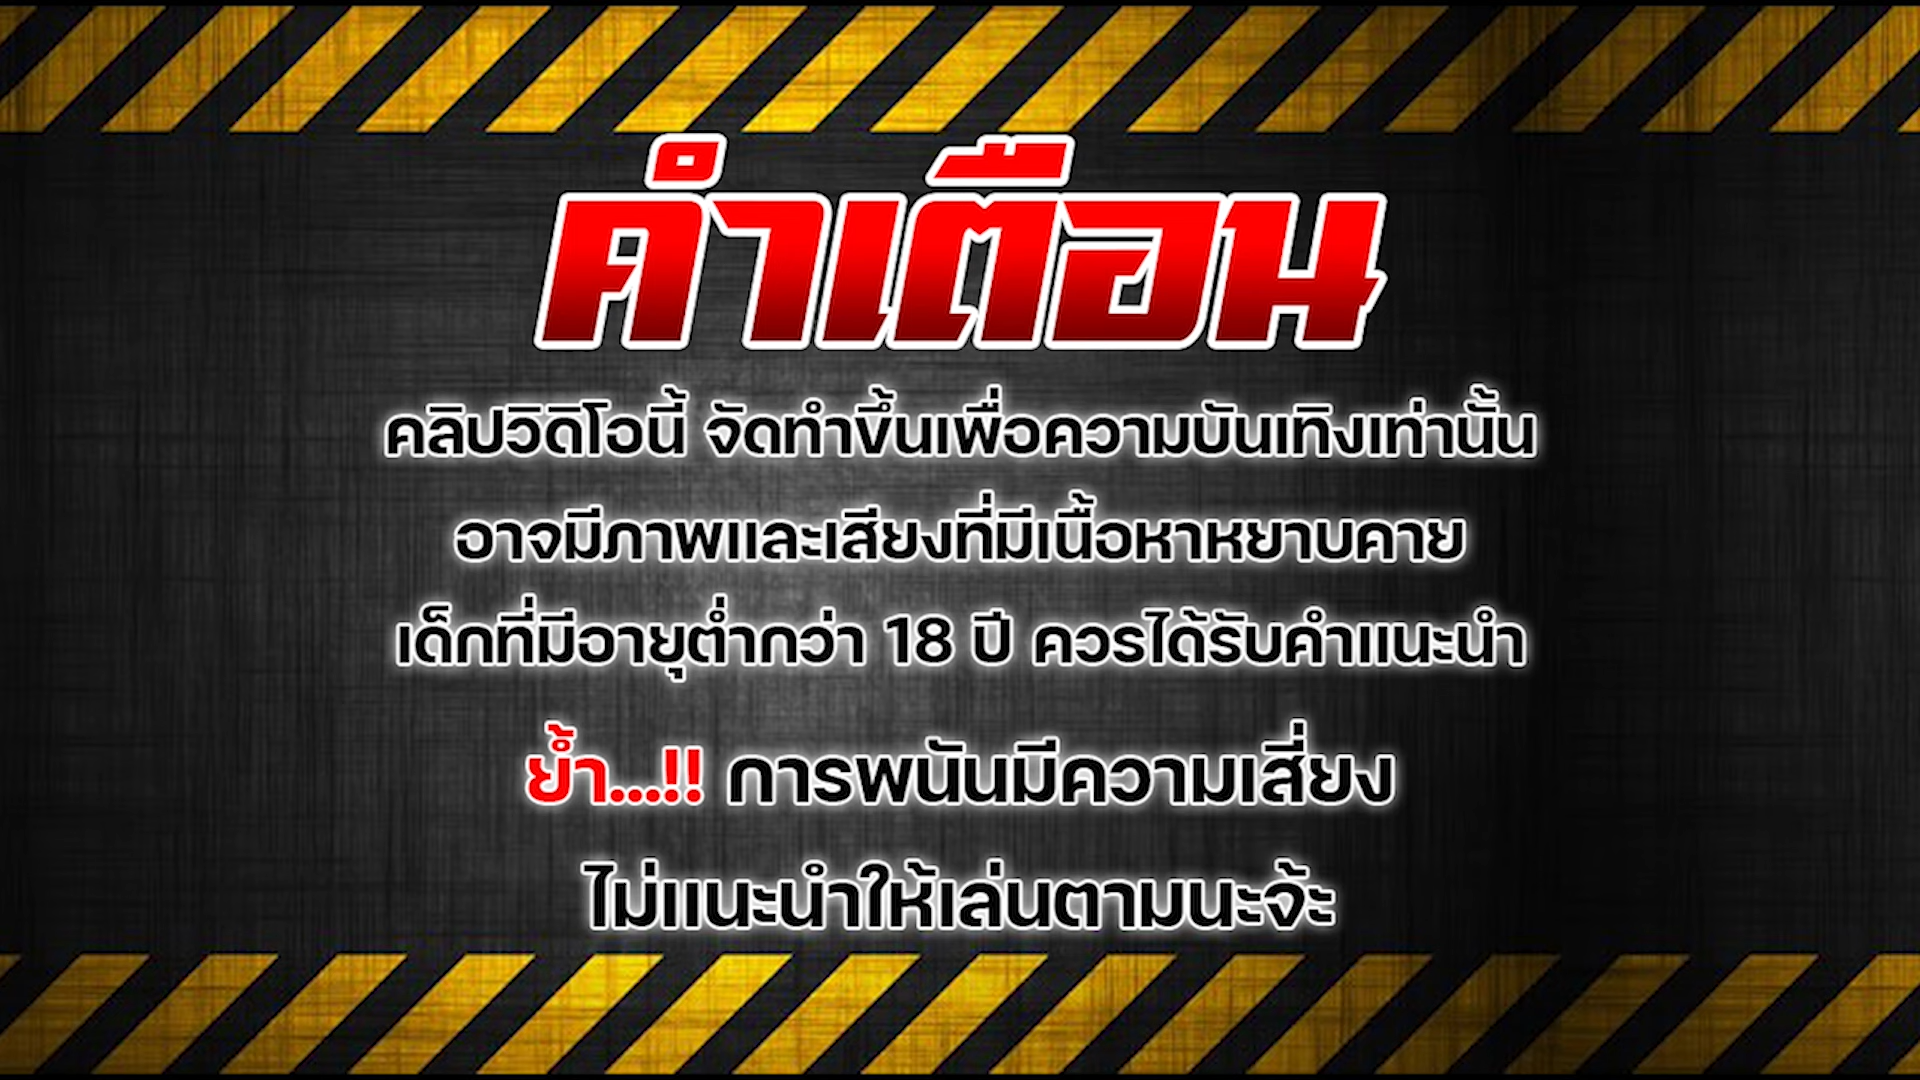 คำเตือน
คลิปวิดิโอนี้ จัดทำขึ้นเพื่อความบันเทิงเท่านั้น
อาจมีภาพและเสียงที่มีเนื้อหาหยาบคาย
เด็กที่มีอายุต่ำกว่า 18 ปี ควรได้รับคำแนะนำ
ย้ำ...!! การพนันมีความเสี่ยง
ไม่แนะนำให้เล่นตามนะจ้ะ